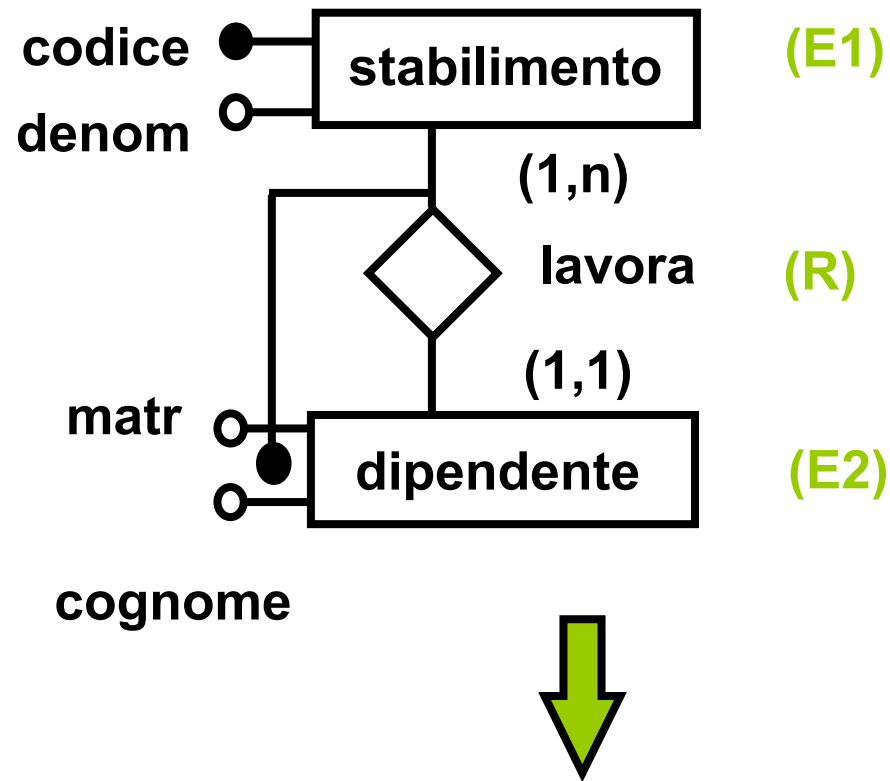 codice
stabilimento
(E1)
denom
(1,n)
lavora
(R)
(1,1)
matr
dipendente
(E2)
cognome